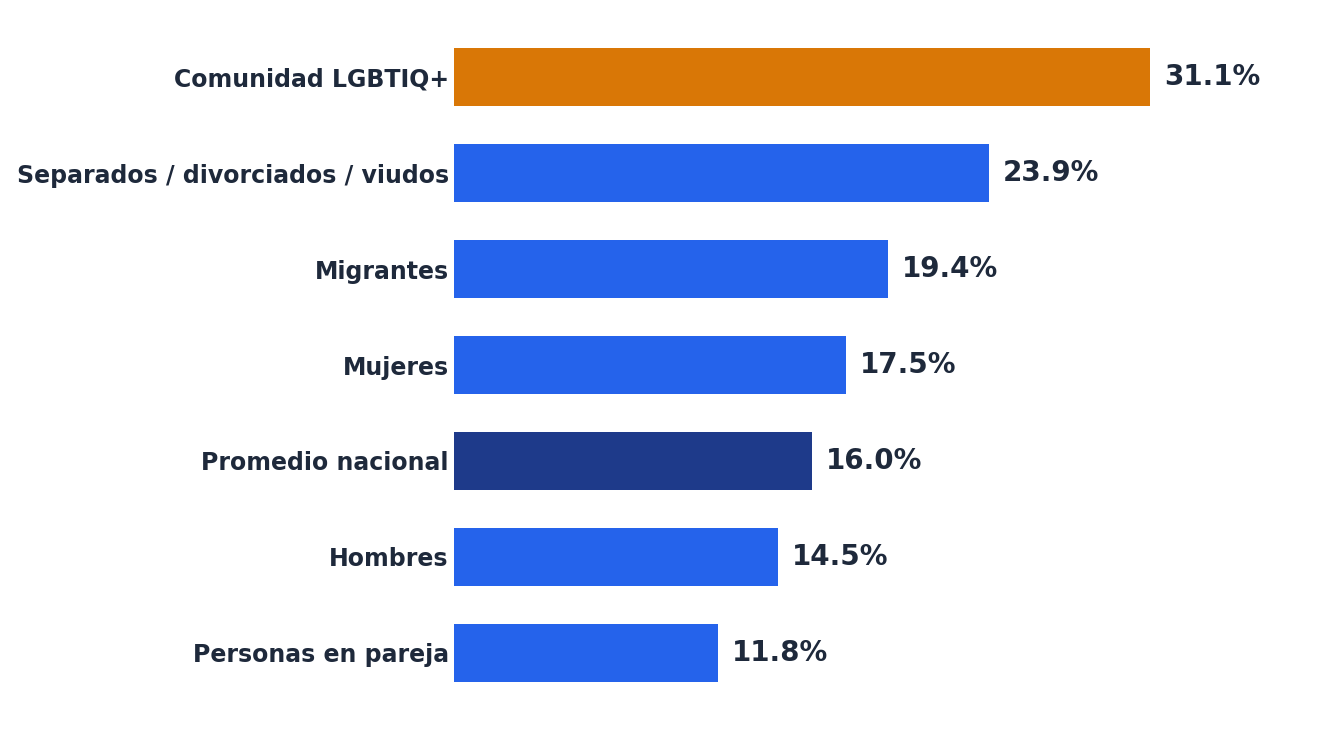 Comunidad LGBTIQ+ 31.1%
Separados / divorciados / viudos 23.9%
Migrantes 19.4%
Mujeres 17.5%
Promedio nacional 16.0%
Hombres 14.5%
Personas en pareja 11.8%